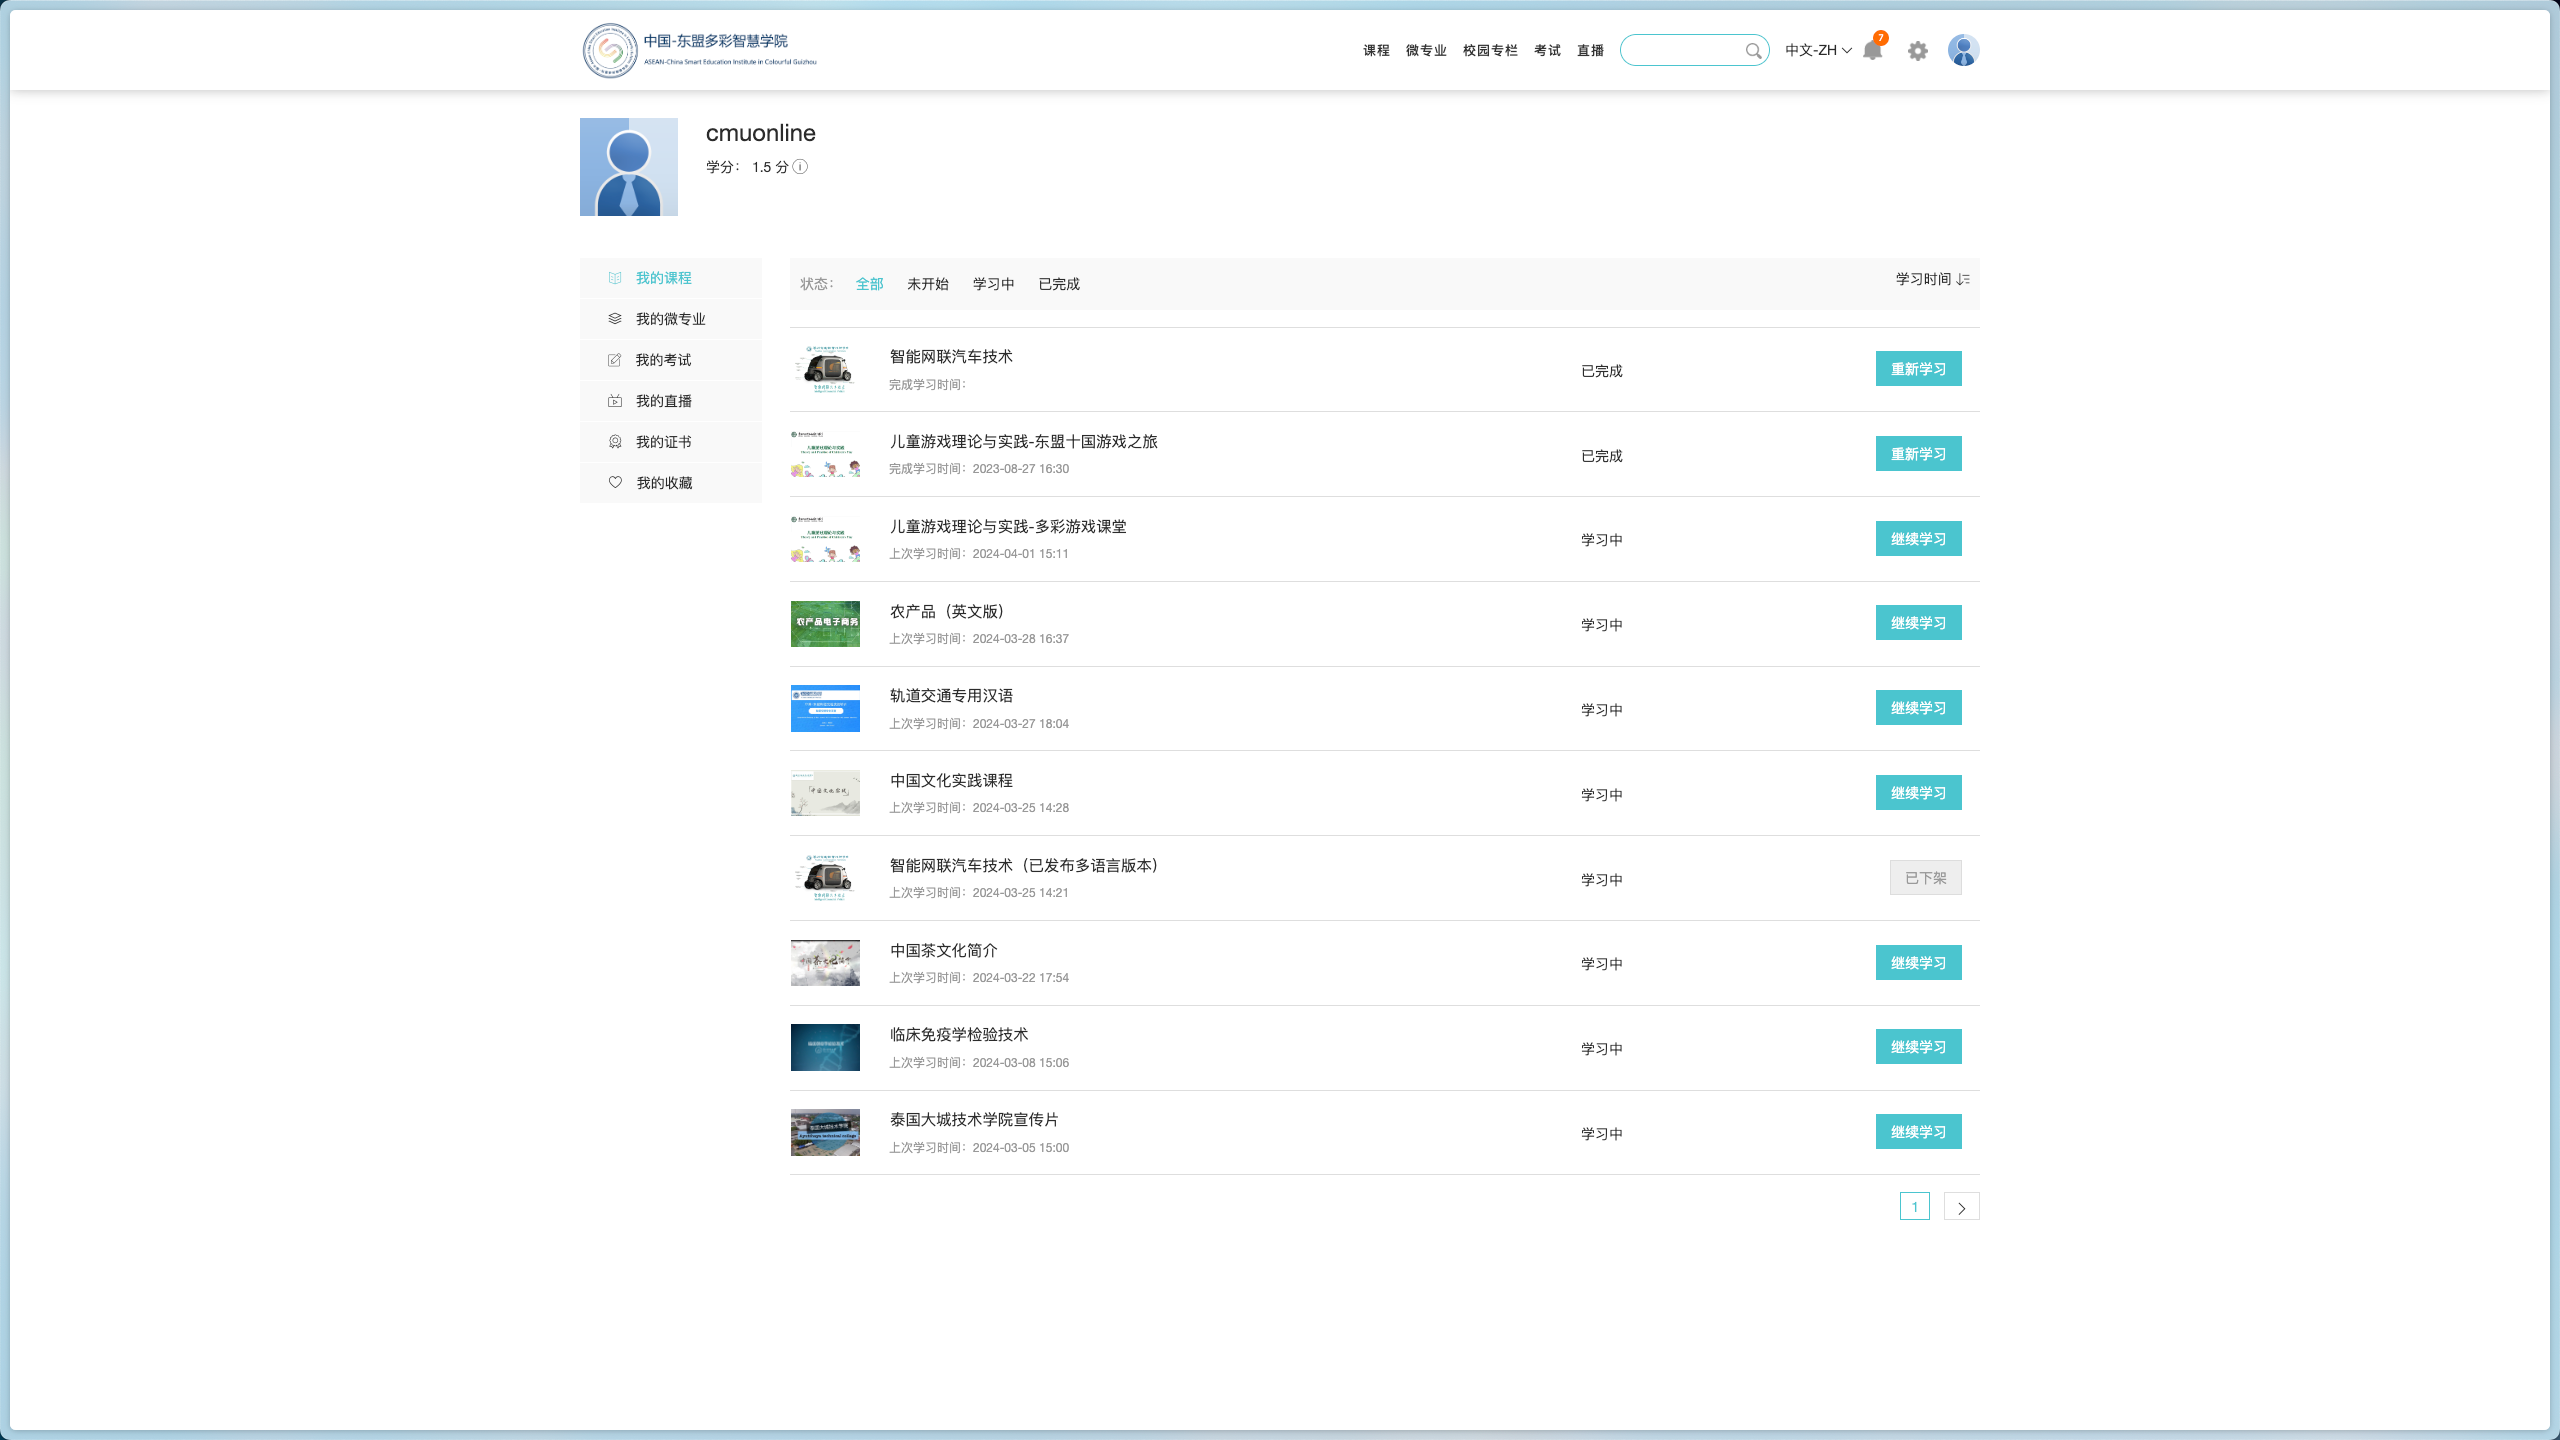 中国-东盟多彩智慧学院
ASEAN-China Smart Education Institute in Colourful Guizhou
课程 微专业 校园专栏 考试 直播 中文-ZH 7
cmuonline
学分： 1.5 分
我的课程
我的微专业
我的考试
我的直播
我的证书
我的收藏
状态： 全部 未开始 学习中 已完成 学习时间
智能网联汽车技术
完成学习时间：
已完成
重新学习
儿童游戏理论与实践-东盟十国游戏之旅
完成学习时间：2023-08-27 16:30
已完成
重新学习
儿童游戏理论与实践-多彩游戏课堂
上次学习时间：2024-04-01 15:11
学习中
继续学习
农产品电子商务
农产品（英文版）
上次学习时间：2024-03-28 16:37
学习中
继续学习
轨道交通专用汉语
上次学习时间：2024-03-27 18:04
学习中
继续学习
中国文化实践课程
上次学习时间：2024-03-25 14:28
学习中
继续学习
智能网联汽车技术（已发布多语言版本）
上次学习时间：2024-03-25 14:21
学习中
已下架
中国茶文化简介
上次学习时间：2024-03-22 17:54
学习中
继续学习
临床免疫学检验技术
上次学习时间：2024-03-08 15:06
学习中
继续学习
泰国大城技术学院
Ayutthaya technical college
泰国大城技术学院宣传片
上次学习时间：2024-03-05 15:00
学习中
继续学习
1